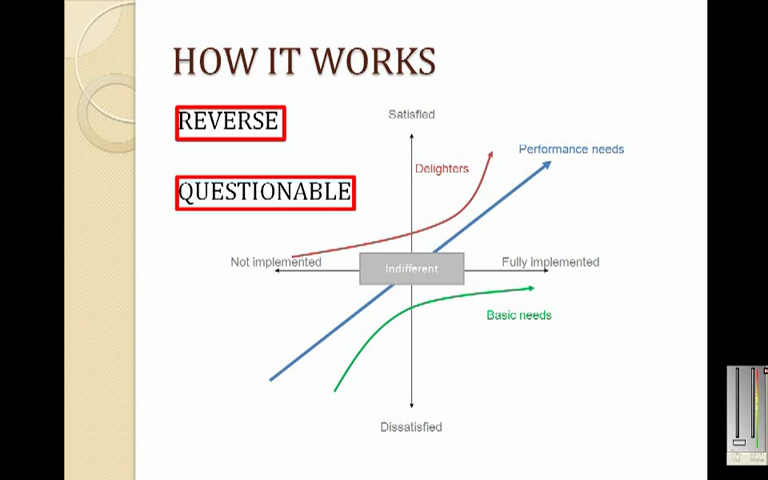 HOW IT WORKS
REVERSE
QUESTIONABLE
Satisfied
Performance needs
Delighters
Not implemented
Fully implemented
Indifferent
Basic needs
Dissatisfied